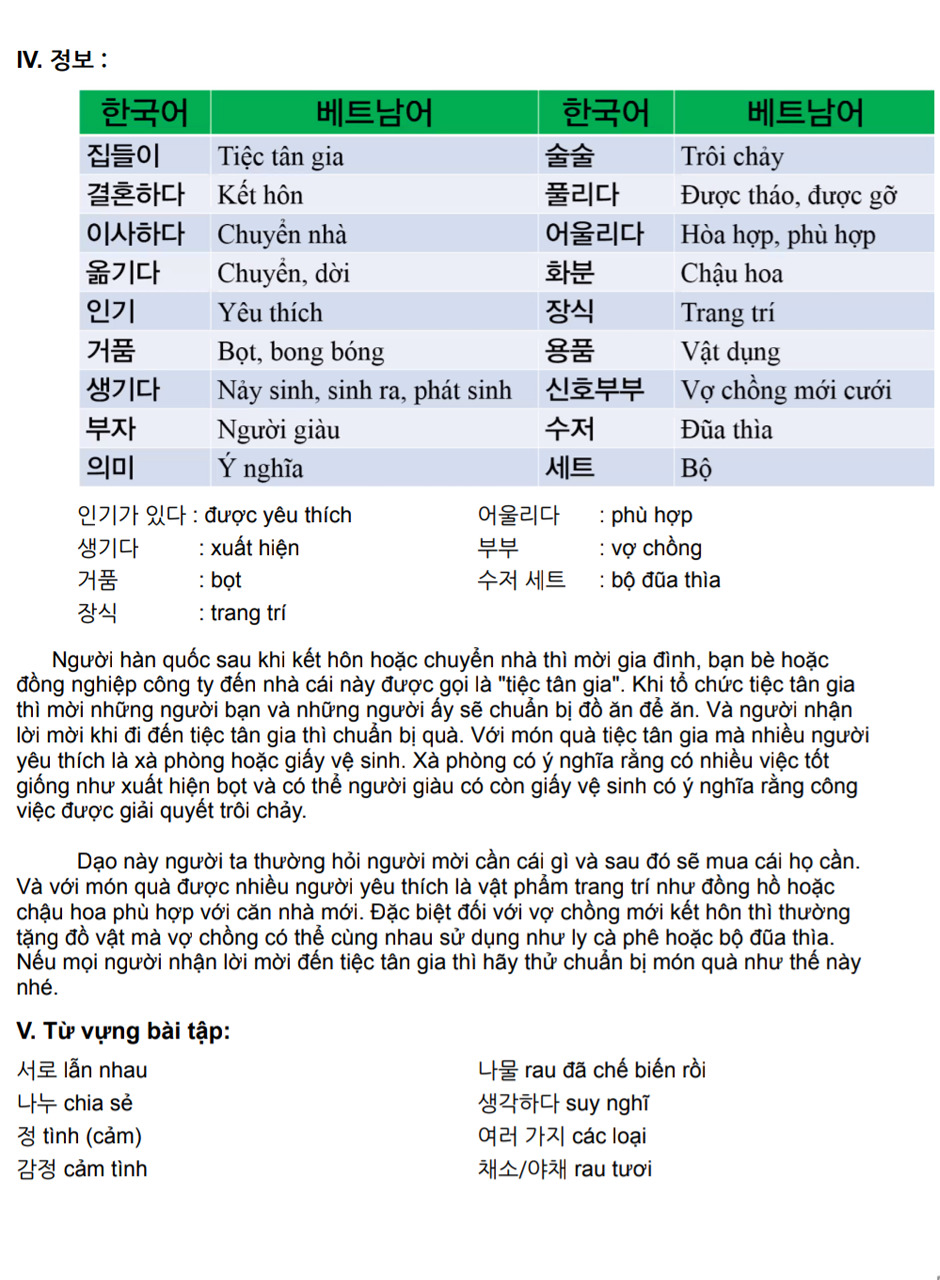 IV. 정보 :
한국어 베트남어 한국어 베트남어
집들이 Tiệc tân gia 술술 Trôi chảy
결혼하다 Kết hôn 풀리다 Được tháo, được gỡ
이사하다 Chuyển nhà 어울리다 Hòa hợp, phù hợp
옮기다 Chuyển, dời 화분 Chậu hoa
인기 Yêu thích 장식 Trang trí
거품 Bọt, bong bóng 용품 Vật dụng
생기다 Nảy sinh, sinh ra, phát sinh 신호부부 Vợ chồng mới cưới
부자 Người giàu 수저 Đũa thìa
의미 Ý nghĩa 세트 Bộ
인기가 있다 : được yêu thích 어울리다 : phù hợp
생기다 : xuất hiện 부부 : vợ chồng
거품 : bọt 수저 세트 : bộ đũa thìa
장식 : trang trí
Người hàn quốc sau khi kết hôn hoặc chuyển nhà thì mời gia đình, bạn bè hoặc
đồng nghiệp công ty đến nhà cái này được gọi là "tiệc tân gia". Khi tổ chức tiệc tân gia
thì mời những người bạn và những người ấy sẽ chuẩn bị đồ ăn để ăn. Và người nhận
lời mời khi đi đến tiệc tân gia thì chuẩn bị quà. Với món quà tiệc tân gia mà nhiều người
yêu thích là xà phòng hoặc giấy vệ sinh. Xà phòng có ý nghĩa rằng có nhiều việc tốt
giống như xuất hiện bọt và có thể người giàu có còn giấy vệ sinh có ý nghĩa rằng công
việc được giải quyết trôi chảy.
Dạo này người ta thường hỏi người mời cần cái gì và sau đó sẽ mua cái họ cần.
Và với món quà được nhiều người yêu thích là vật phẩm trang trí như đồng hồ hoặc
chậu hoa phù hợp với căn nhà mới. Đặc biệt đối với vợ chồng mới kết hôn thì thường
tặng đồ vật mà vợ chồng có thể cùng nhau sử dụng như ly cà phê hoặc bộ đũa thìa.
Nếu mọi người nhận lời mời đến tiệc tân gia thì hãy thử chuẩn bị món quà như thế này
nhé.
V. Từ vựng bài tập:
서로 lẫn nhau 나물 rau đã chế biến rồi
나누 chia sẻ 생각하다 suy nghĩ
정 tình (cảm) 여러 가지 các loại
감정 cảm tình 채소/야채 rau tươi